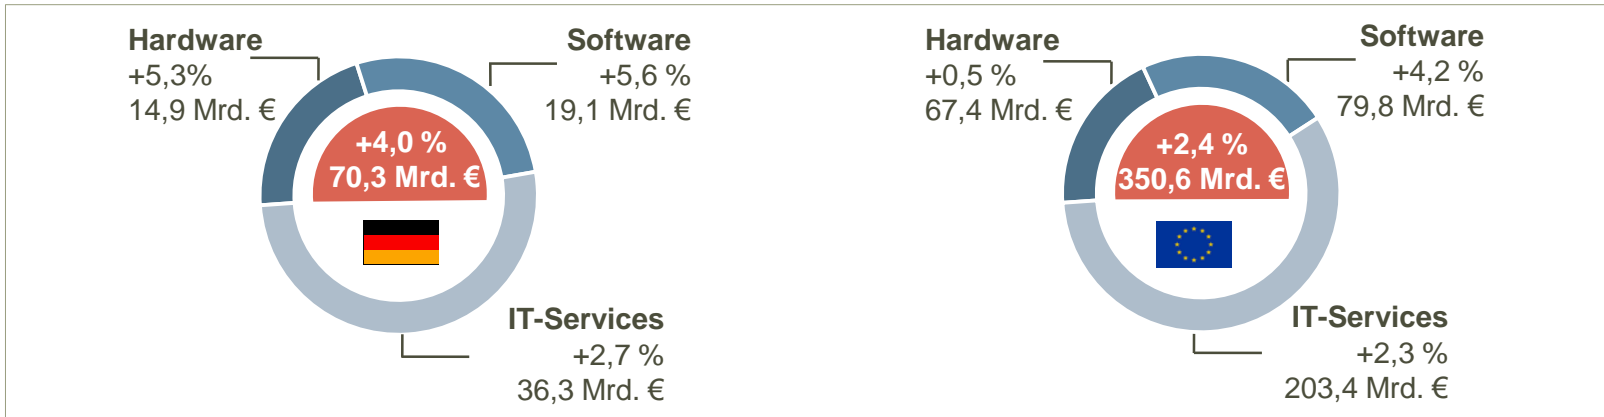 Hardware
+5,3%
14,9 Mrd. €
Software
+5,6 %
19,1 Mrd. €
+4,0 %
70,3 Mrd. €
IT-Services
+2,7 %
36,3 Mrd. €
Hardware
+0,5 %
67,4 Mrd. €
Software
+4,2 %
79,8 Mrd. €
+2,4 %
350,6 Mrd. €
IT-Services
+2,3 %
203,4 Mrd. €